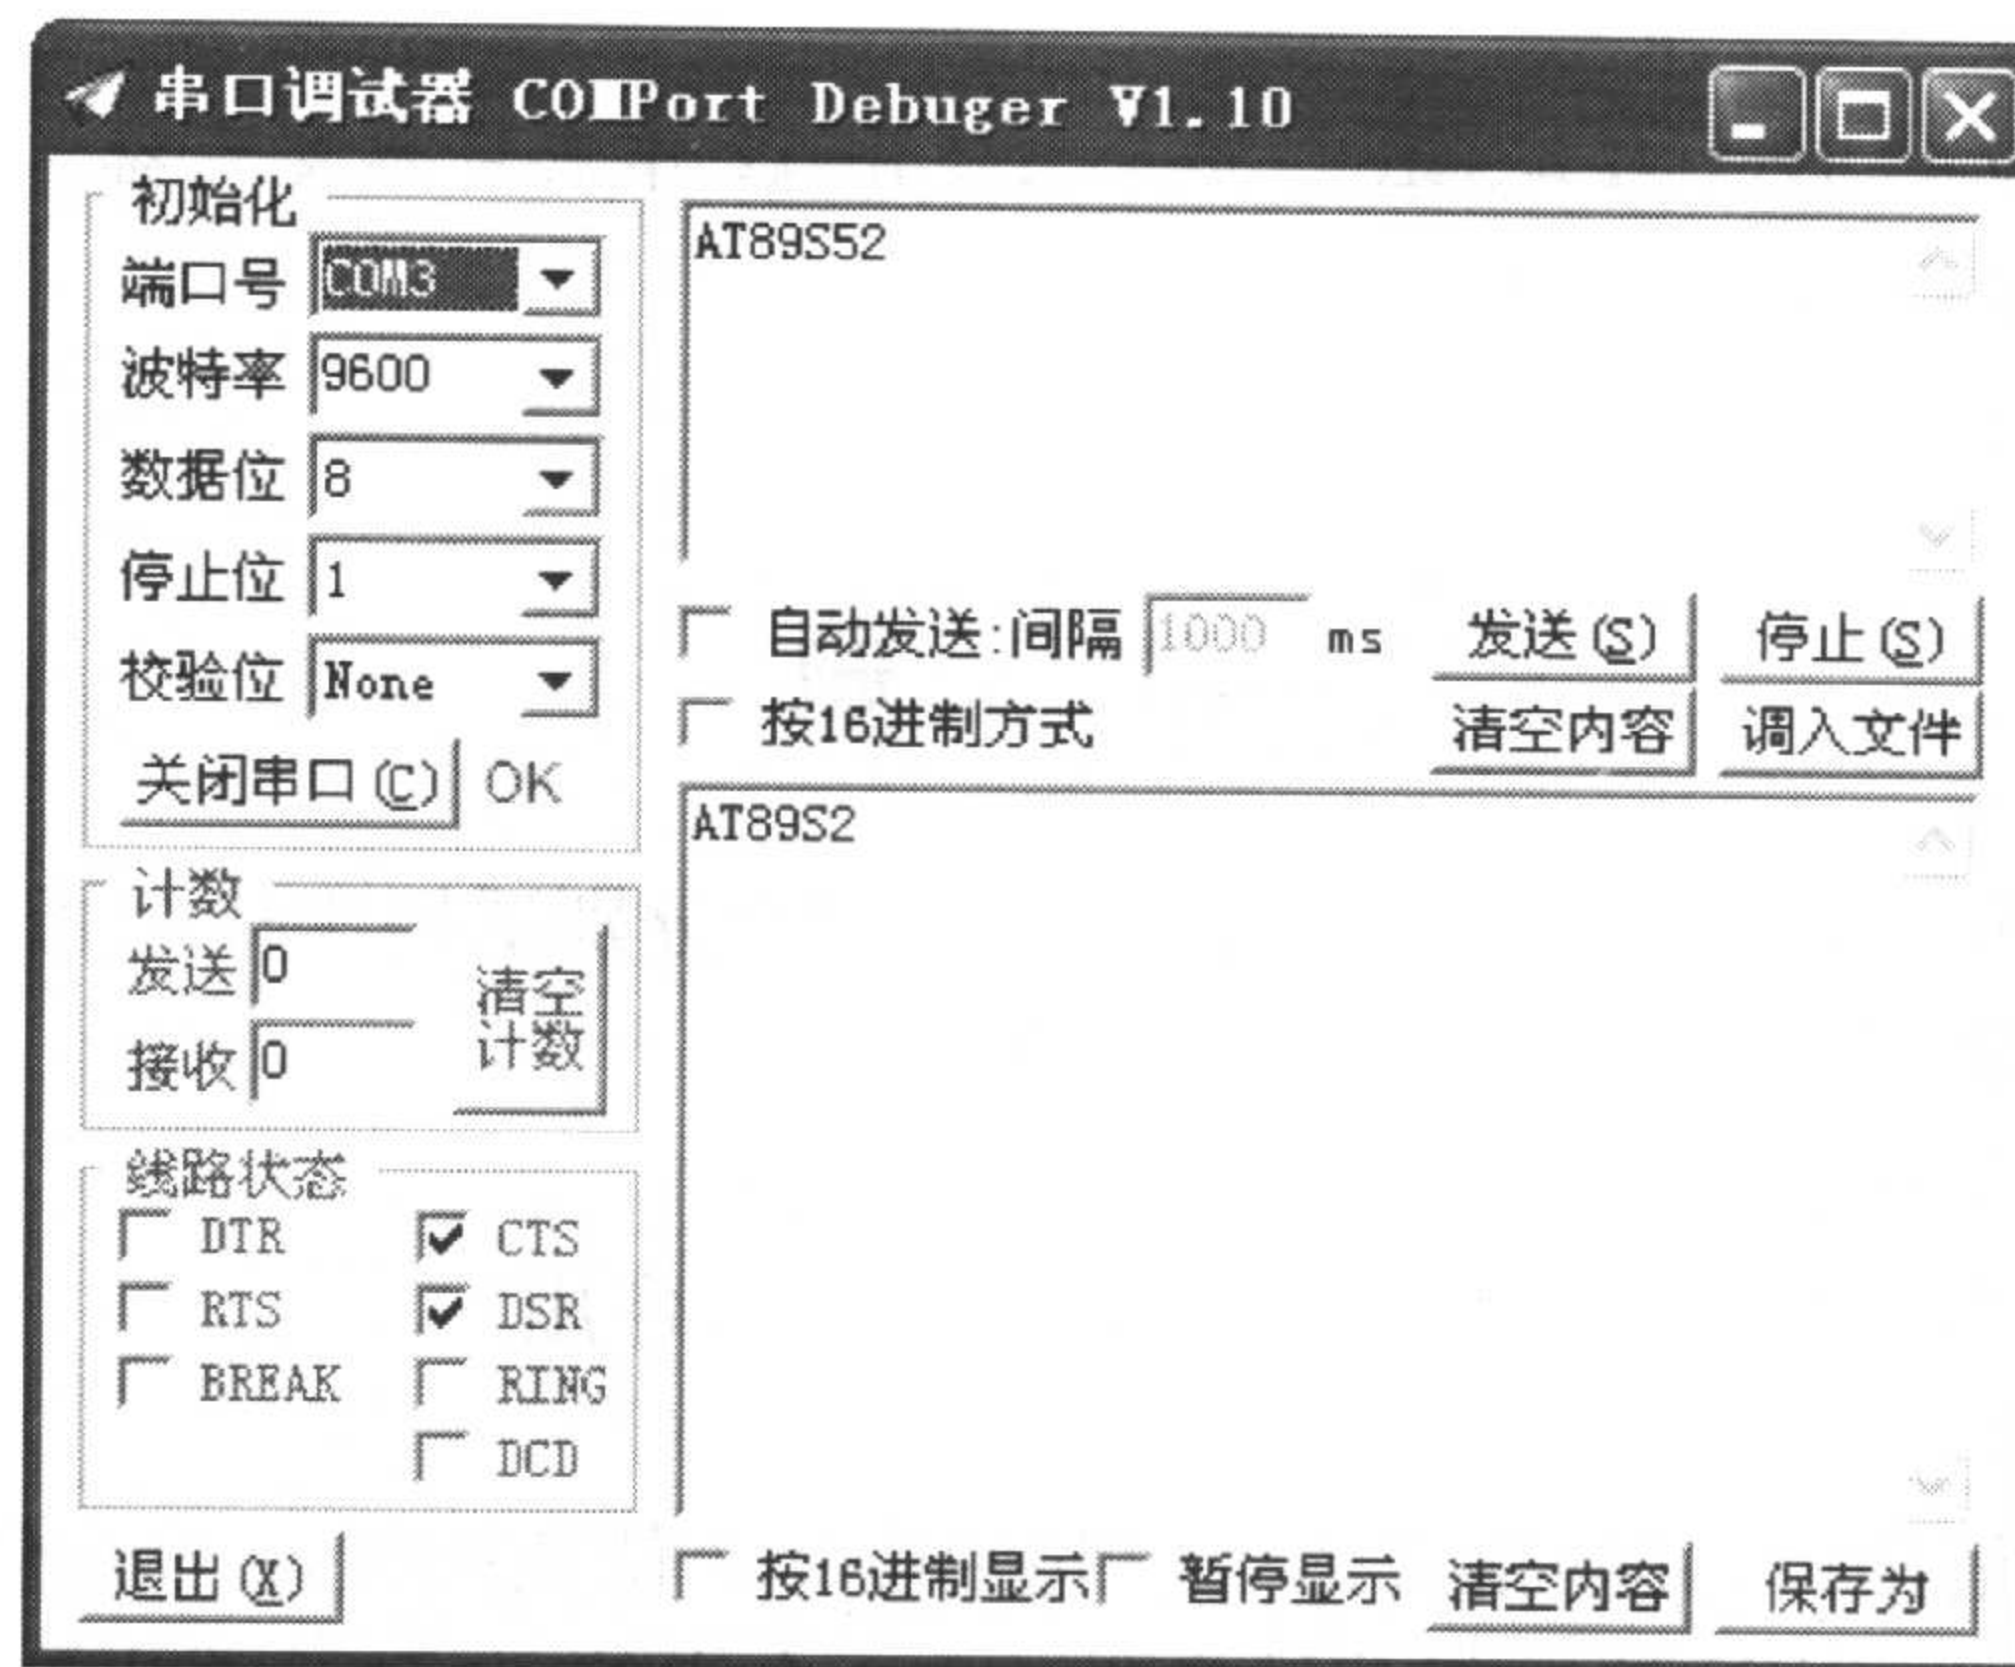 串口调试器 COMPort Debuger V1.10
初始化
端口号 COM3
波特率 9600
数据位 8
停止位 1
校验位 None
关闭串口(C) OK
计数
发送 0
接收 0
清空
计数
线路状态
DTR CTS
RTS DSR
BREAK RING
DCD
退出(X)
AT89S52
自动发送:间隔 1000 ms 发送(S) 停止(S)
按16进制方式 清空内容 调入文件
AT89S2
按16进制显示 暂停显示 清空内容 保存为